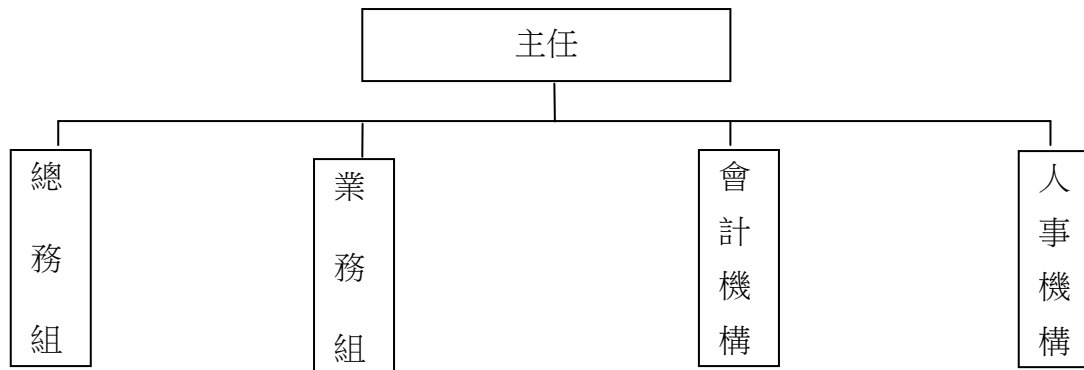 主任
總務組
業務組
會計機構
人事機構